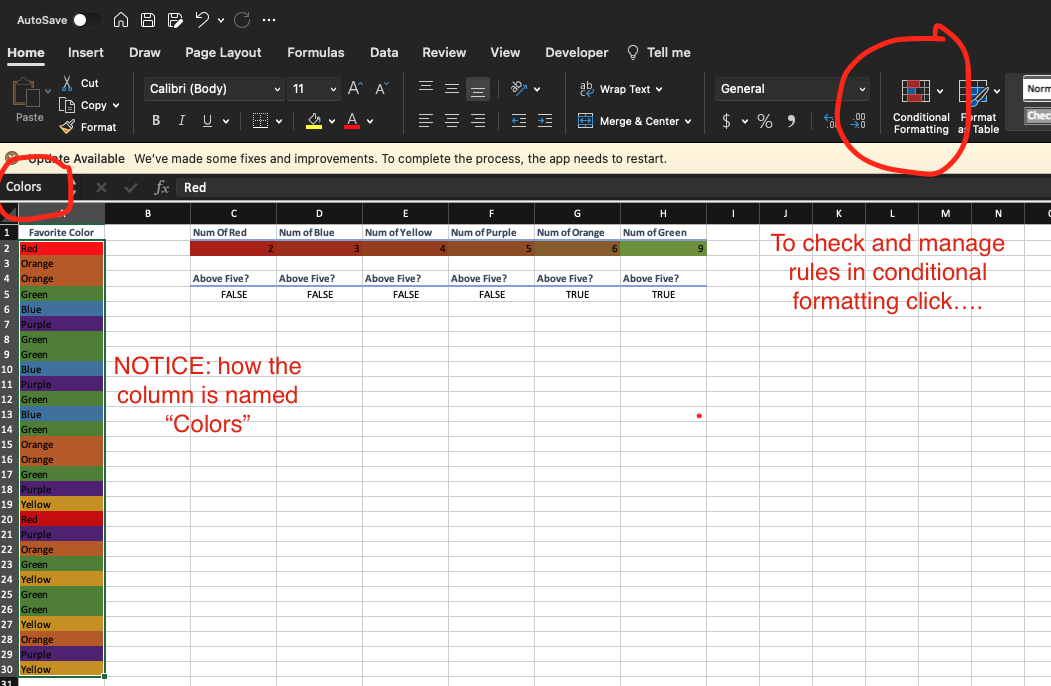 AutoSave
Home Insert Draw Page Layout Formulas Data Review View Developer Tell me
Paste
Cut
Copy
Format
Calibri (Body) 11 A A
B I U A
ab Wrap Text
Merge & Center
General
$ % 9 .00
Conditional Formatting
Format as Table
Norm
Chec
Update Available We've made some fixes and improvements. To complete the process, the app needs to restart.
Colors fx Red
A B C D E F G H I J K L M N
1 Favorite Color Num Of Red Num of Blue Num of Yellow Num of Purple Num of Orange Num of Green
2 Red 2 3 4 5 6 9
3 Orange
4 Orange Above Five? Above Five? Above Five? Above Five? Above Five? Above Five?
5 Green FALSE FALSE FALSE FALSE TRUE TRUE
6 Blue
7 Purple
8 Green
9 Green
10 Blue
11 Purple
12 Green
13 Blue
14 Green
15 Orange
16 Orange
17 Green
18 Purple
19 Yellow
20 Red
21 Purple
22 Orange
23 Green
24 Yellow
25 Green
26 Green
27 Yellow
28 Orange
29 Purple
30 Yellow
31
To check and manage
rules in conditional
formatting click....
NOTICE: how the
column is named
“Colors”